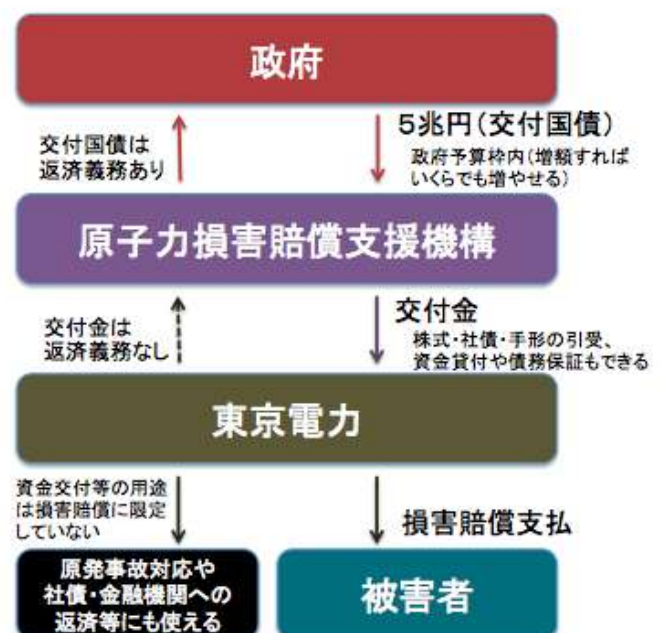 政府
交付国債は
返済義務あり
5兆円(交付国債)
政府予算枠内(増額すれば
いくらでも増やせる)
原子力損害賠償支援機構
交付金は
返済義務なし
交付金
株式・社債・手形の引受、
資金貸付や債務保証もできる
東京電力
資金交付等の用途
は損害賠償に限定
していない
損害賠償支払
原発事故対応や
社債・金融機関への
返済等にも使える
被害者